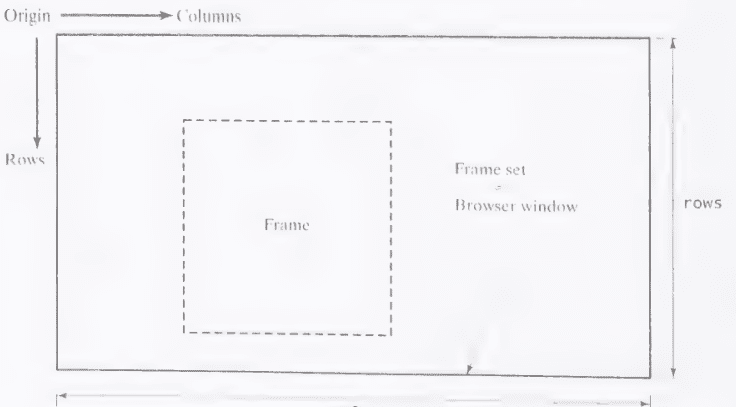 Origin Columns
Rows
Frame set
=
Browser window
Frame
rows